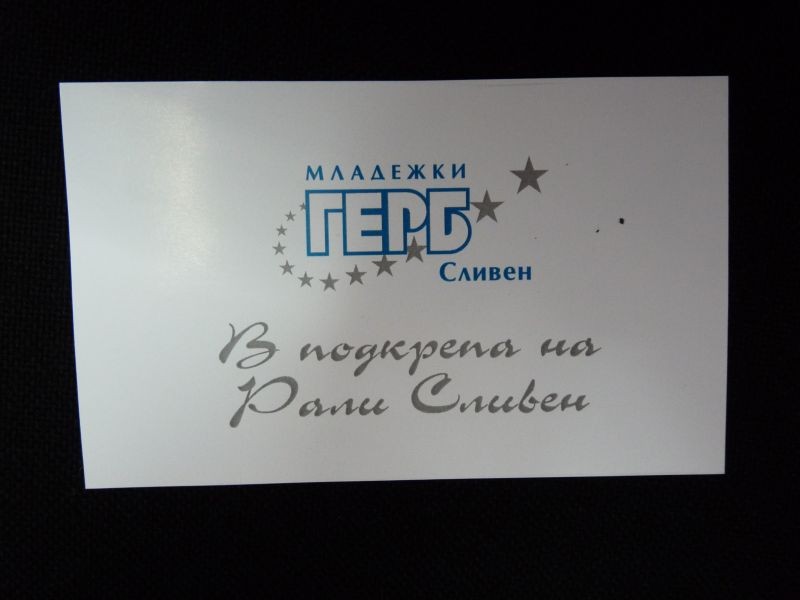 МЛАДЕЖКИ
ГЕРБ
Сливен
В подкрепа на
Рали Сливен